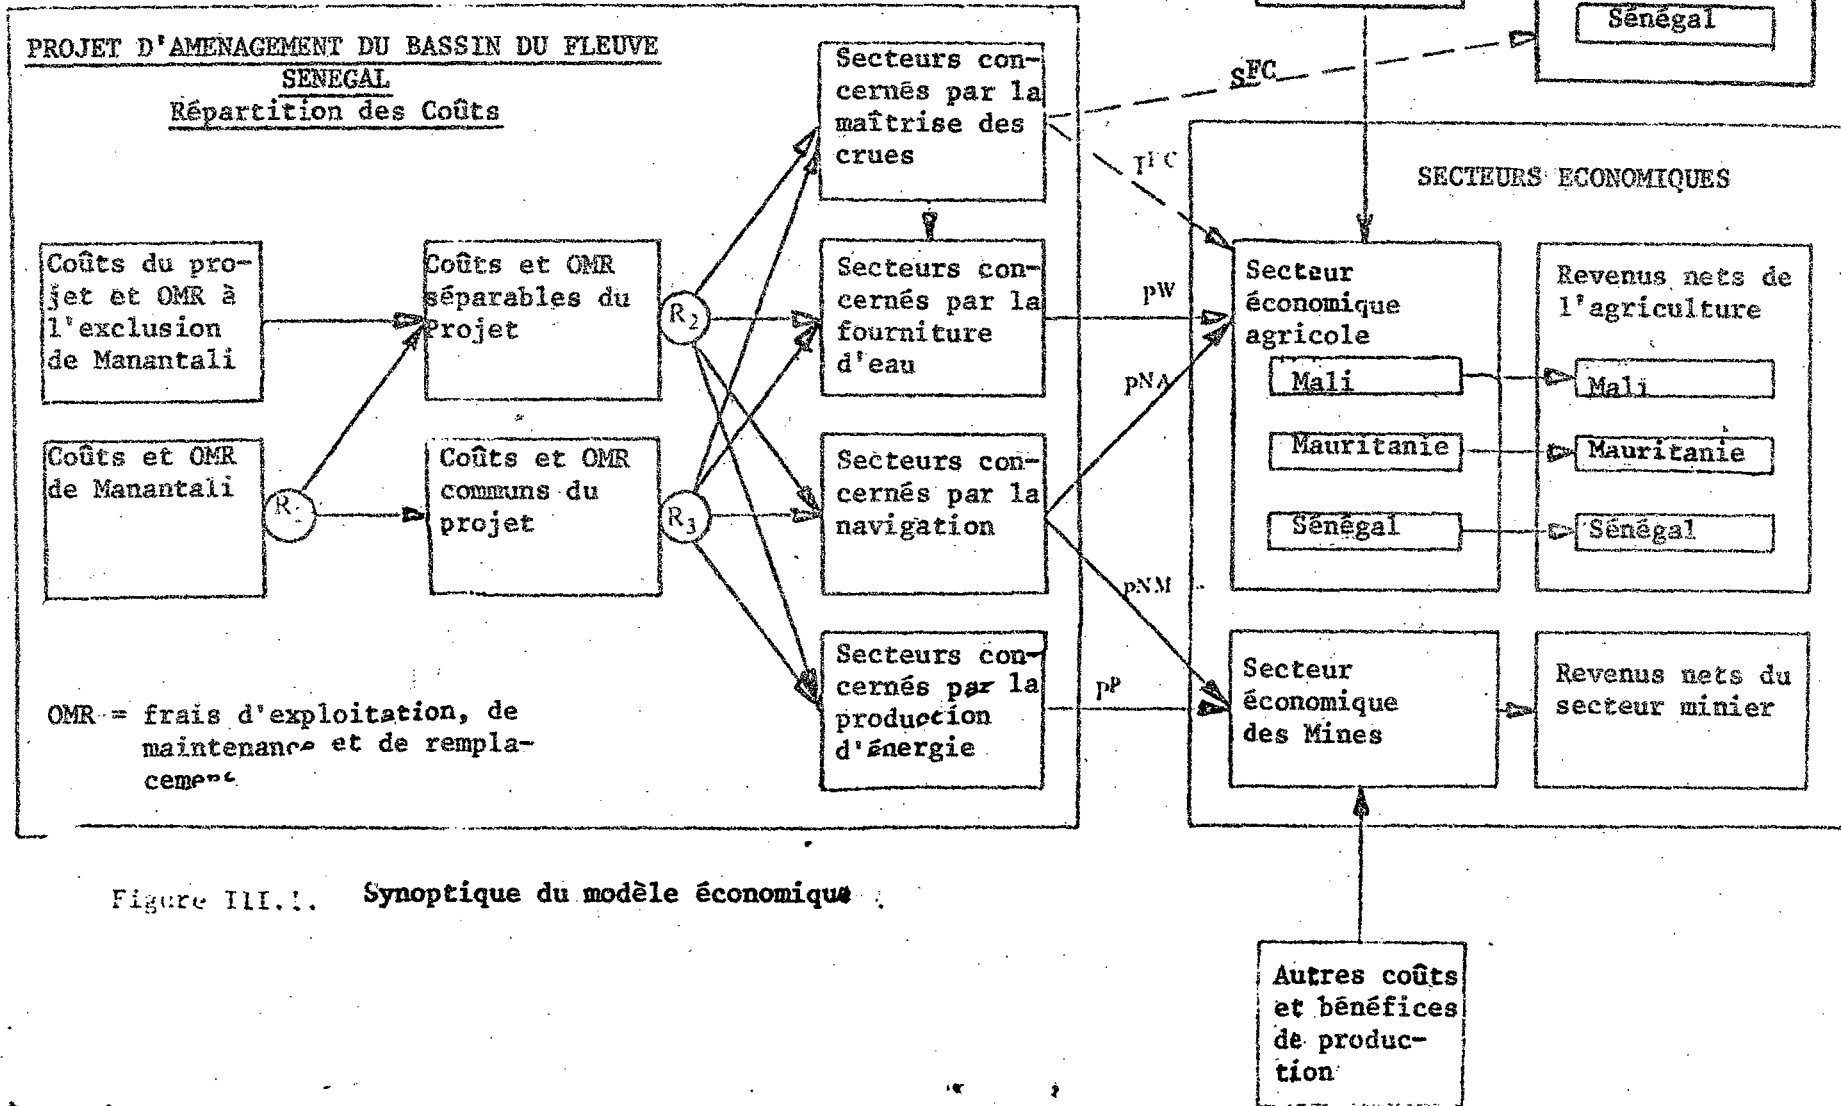 PROJET D'AMENAGEMENT DU BASSIN DU FLEUVE
SENEGAL
Répartition des Coûts
Secteurs con-
cernés par la
maîtrise des
crues
SFC
Sénégal
TFC
SECTEURS ECONOMIQUES
Coûts du pro-
jet et OMR à
l'exclusion
de Manantali
Coûts et OMR
séparables du
Projet
R2
Secteurs con-
cernés par la
fourniture
d'eau
pW
pNA
Secteur
économique
agricole
Mali
Mauritanie
Sénégal
Revenus nets de
l'agriculture
Mali
Mauritanie
Sénégal
Coûts et OMR
de Manantali
Coûts et OMR
communs du
projet
R3
Secteurs con-
cernés par la
navigation
pNM
Secteurs con-
cernés par la
production
d'énergie
pP
Secteur
économique
des Mines
Revenus nets du
secteur minier
OMR = frais d'exploitation, de
maintenance et de rempla-
cement
Figure III.1. Synoptique du modèle économique
Autres coûts
et bénéfices
de produc-
tion